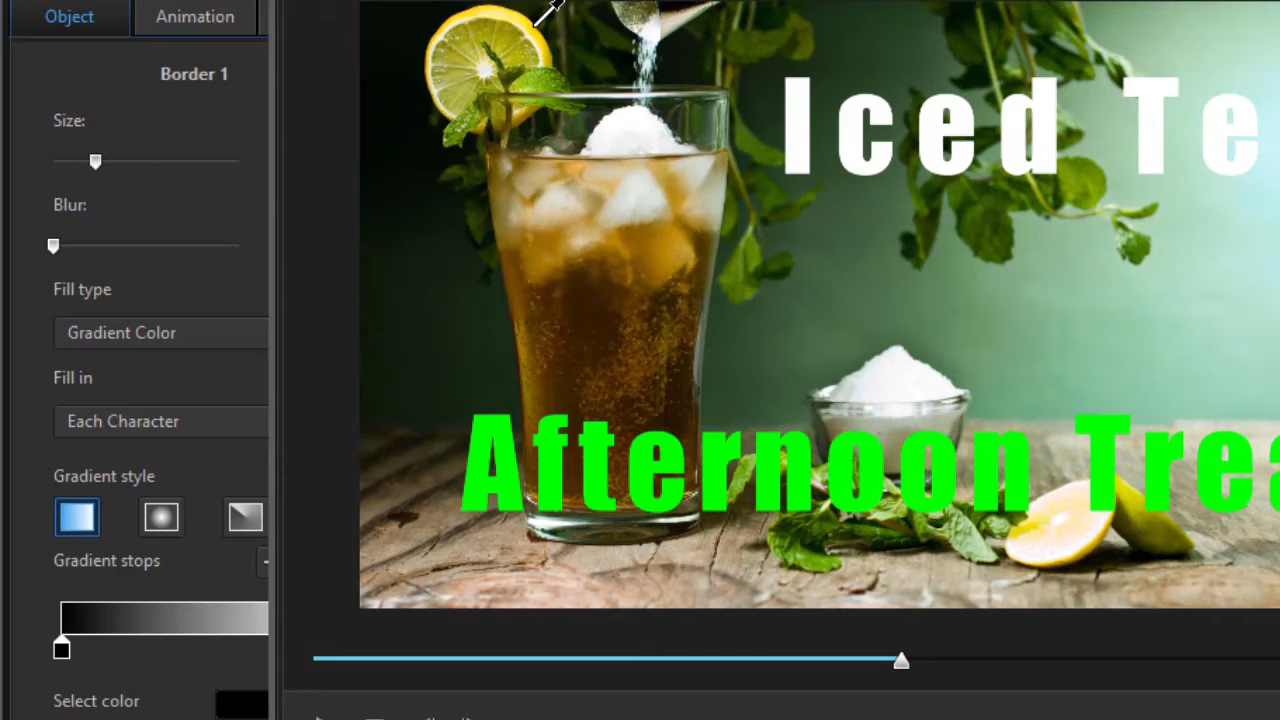 Object
Animation
Border 1
Size:
Blur:
Fill type
Gradient Color
Fill in
Each Character
Gradient style
Gradient stops
Select color
Iced Te
Afternoon Trea